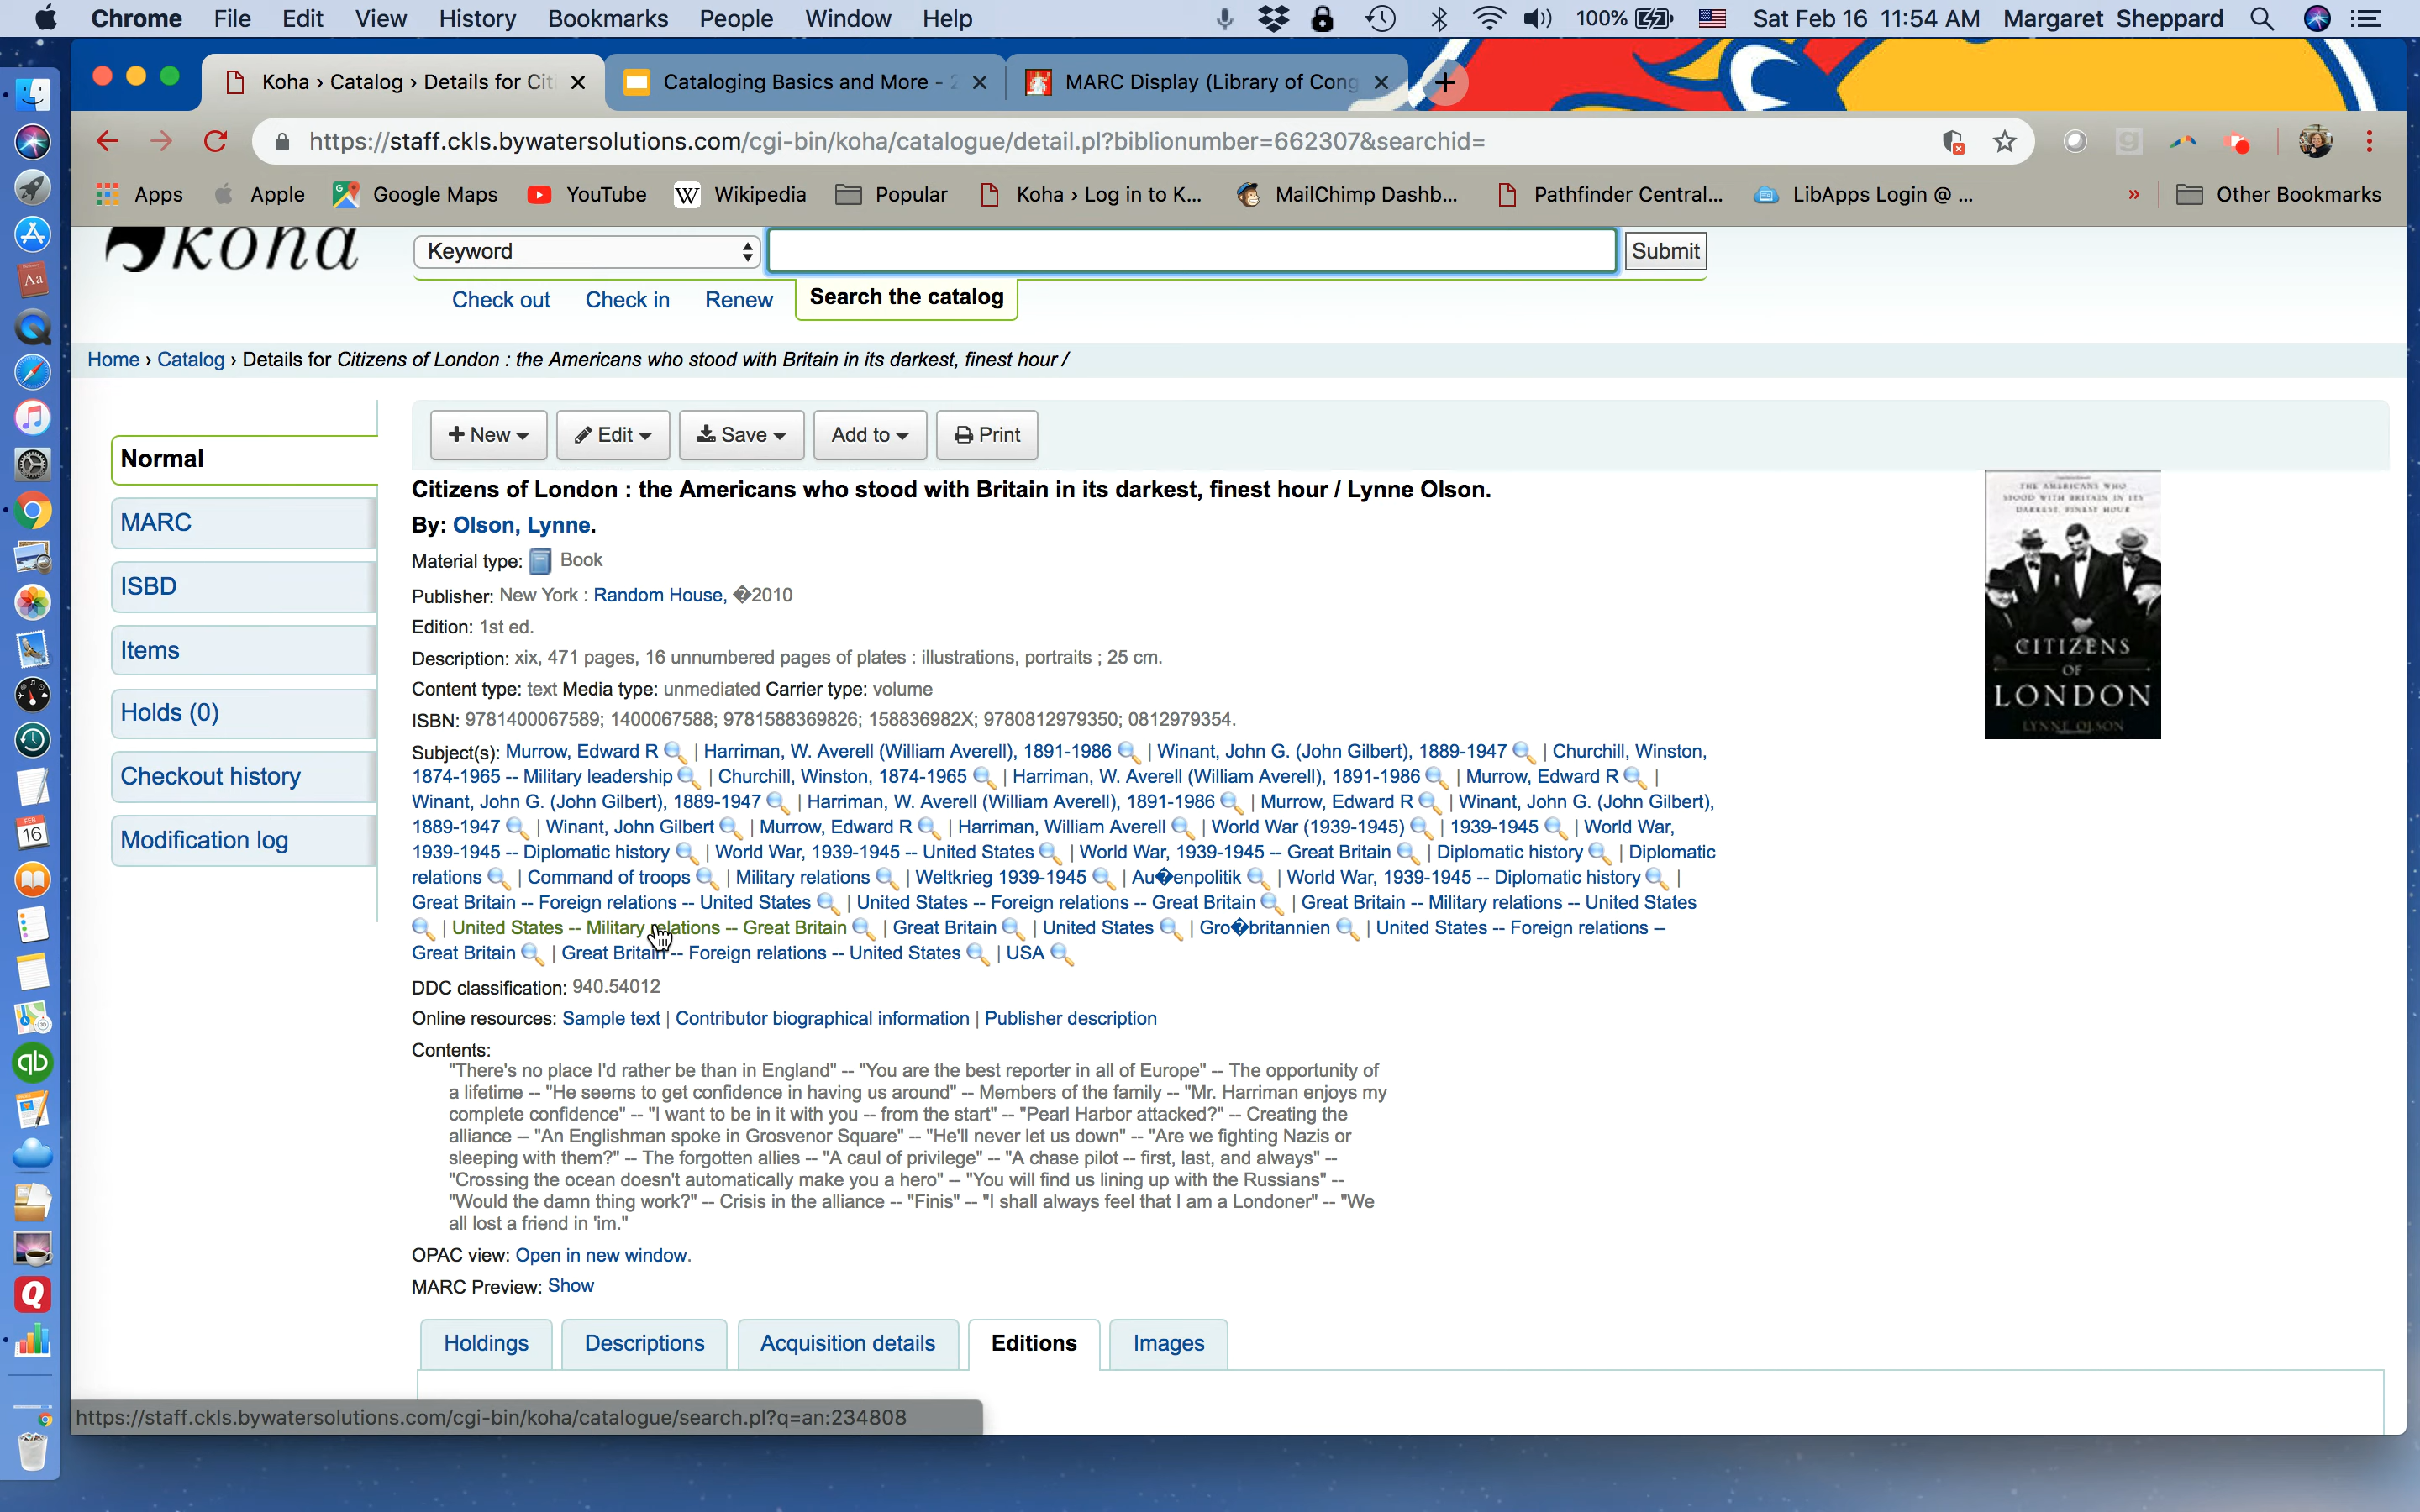 Chrome File Edit View History Bookmarks People Window Help 100% Sat Feb 16 11:54 AM Margaret Sheppard
Koha › Catalog › Details for Cit
Cataloging Basics and More - 2
MARC Display (Library of Cong
https://staff.ckls.bywatersolutions.com/cgi-bin/koha/catalogue/detail.pl?biblionumber=662307&searchid=
Apps Apple Google Maps YouTube Wikipedia Popular Koha › Log in to K... MailChimp Dashb... Pathfinder Central... LibApps Login @ ... » Other Bookmarks
koha
Keyword
Submit
Check out Check in Renew Search the catalog
Home › Catalog › Details for Citizens of London : the Americans who stood with Britain in its darkest, finest hour /
Normal
MARC
ISBD
Items
Holds (0)
Checkout history
Modification log
+ New Edit Save Add to Print
Citizens of London : the Americans who stood with Britain in its darkest, finest hour / Lynne Olson.
By: Olson, Lynne.
Material type: Book
Publisher: New York : Random House, �2010
Edition: 1st ed.
Description: xix, 471 pages, 16 unnumbered pages of plates : illustrations, portraits ; 25 cm.
Content type: text Media type: unmediated Carrier type: volume
ISBN: 9781400067589; 1400067588; 9781588369826; 158836982X; 9780812979350; 0812979354.
Subject(s): Murrow, Edward R | Harriman, W. Averell (William Averell), 1891-1986 | Winant, John G. (John Gilbert), 1889-1947 | Churchill, Winston,
1874-1965 -- Military leadership | Churchill, Winston, 1874-1965 | Harriman, W. Averell (William Averell), 1891-1986 | Murrow, Edward R |
Winant, John G. (John Gilbert), 1889-1947 | Harriman, W. Averell (William Averell), 1891-1986 | Murrow, Edward R | Winant, John G. (John Gilbert),
1889-1947 | Winant, John Gilbert | Murrow, Edward R | Harriman, William Averell | World War (1939-1945) | 1939-1945 | World War,
1939-1945 -- Diplomatic history | World War, 1939-1945 -- United States | World War, 1939-1945 -- Great Britain | Diplomatic history | Diplomatic
relations | Command of troops | Military relations | Weltkrieg 1939-1945 | Au�enpolitik | World War, 1939-1945 -- Diplomatic history |
Great Britain -- Foreign relations -- United States | United States -- Foreign relations -- Great Britain | Great Britain -- Military relations -- United States
| United States -- Military relations -- Great Britain | Great Britain | United States | Gro�britannien | United States -- Foreign relations --
Great Britain | Great Britain -- Foreign relations -- United States | USA
DDC classification: 940.54012
Online resources: Sample text | Contributor biographical information | Publisher description
Contents:
"There's no place I'd rather be than in England" -- "You are the best reporter in all of Europe" -- The opportunity of
a lifetime -- "He seems to get confidence in having us around" -- Members of the family -- "Mr. Harriman enjoys my
complete confidence" -- "I want to be in it with you -- from the start" -- "Pearl Harbor attacked?" -- Creating the
alliance -- "An Englishman spoke in Grosvenor Square" -- "He'll never let us down" -- "Are we fighting Nazis or
sleeping with them?" -- The forgotten allies -- "A caul of privilege" -- "A chase pilot -- first, last, and always" --
"Crossing the ocean doesn't automatically make you a hero" -- "You will find us lining up with the Russians" --
"Would the damn thing work?" -- Crisis in the alliance -- "Finis" -- "I shall always feel that I am a Londoner" -- "We
all lost a friend in 'im."
OPAC view: Open in new window.
MARC Preview: Show
Holdings Descriptions Acquisition details Editions Images
https://staff.ckls.bywatersolutions.com/cgi-bin/koha/catalogue/search.pl?q=an:234808
THE AMERICANS WHO
STOOD WITH BRITAIN IN ITS
DARKEST, FINEST HOUR
CITIZENS
OF
LONDON
LYNNE OLSON
Aa
FEB
16
qb
Q